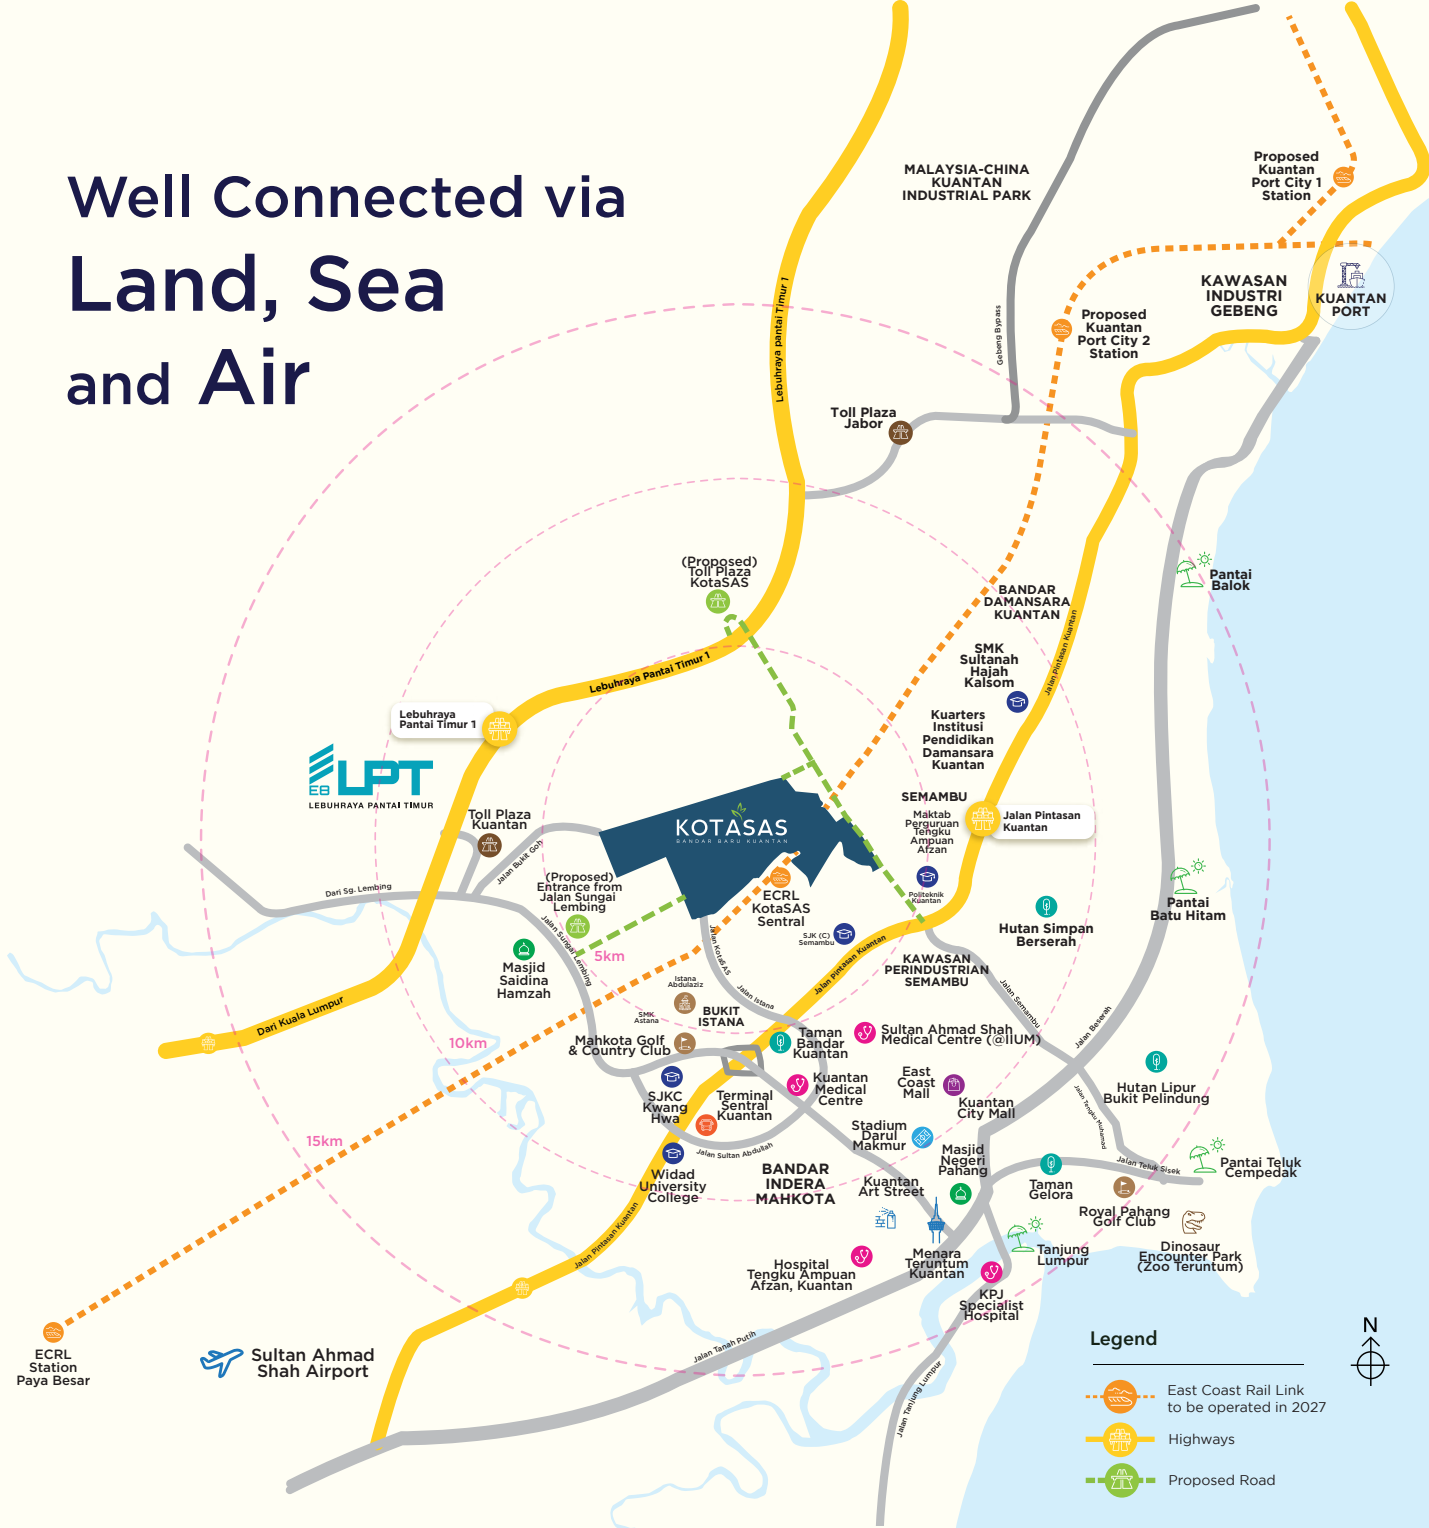 Well Connected via
Land, Sea
and Air
MALAYSIA-CHINA
KUANTAN
INDUSTRIAL PARK
Proposed
Kuantan
Port City 1
Station
KAWASAN
INDUSTRI
GEBENG
KUANTAN
PORT
Proposed
Kuantan
Port City 2
Station
Gebeng Bypass
Lebuhraya pantai Timur 1
Toll Plaza
Jabor
(Proposed)
Toll Plaza
KotaSAS
BANDAR
DAMANSARA
KUANTAN
Pantai
Balok
SMK
Sultanah
Hajah
Kalsom
Jalan Pintasan Kuantan
Lebuhraya Pantai Timur 1
Lebuhraya
Pantai Timur 1
Kuarters
Institusi
Pendidikan
Damansara
Kuantan
EB LPT
LEBUHRAYA PANTAI TIMUR
SEMAMBU
Maktab
Perguruan
Tengku
Ampuan
Afzan
Jalan Pintasan
Kuantan
Toll Plaza
Kuantan
KOTASAS
BANDAR BARU KUANTAN
Jalan Bukit Goh
Dari Sg. Lembing
(Proposed)
Entrance from
Jalan Sungai
Lembing
Jalan Sungai Lembing
ECRL
KotaSAS
Sentral
Politeknik
Kuantan
SJK (C)
Semambu
Hutan Simpan
Berserah
Pantai
Batu Hitam
5km
Masjid
Saidina
Hamzah
Jalan KotaSAS
Jalan Istana
Jalan Pintasan Kuantan
KAWASAN
PERINDUSTRIAN
SEMAMBU
Jalan Semambu
Jalan Beserah
Dari Kuala Lumpur
Istana
Abdulaziz
SMK
Astana
BUKIT
ISTANA
10km
Mahkota Golf
& Country Club
Taman
Bandar
Kuantan
Sultan Ahmad Shah
Medical Centre (@IIUM)
SJKC
Kwang
Hwa
Terminal
Sentral
Kuantan
Kuantan
Medical
Centre
East
Coast
Mall
Kuantan
City Mall
Hutan Lipur
Bukit Pelindung
Jalan Tengku Muhamad
15km
Jalan Sultan Abdullah
Stadium
Darul
Makmur
Masjid
Negeri
Pahang
Jalan Teluk Sisek
Pantai Teluk
Cempedak
Widad
University
College
BANDAR
INDERA
MAHKOTA
Kuantan
Art Street
Taman
Gelora
Royal Pahang
Golf Club
Jalan Pintasan Kuantan
Hospital
Tengku Ampuan
Afzan, Kuantan
Menara
Teruntum
Kuantan
Tanjung
Lumpur
Dinosaur
Encounter Park
(Zoo Teruntum)
KPJ
Specialist
Hospital
ECRL
Station
Paya Besar
Sultan Ahmad
Shah Airport
Jalan Tanah Putih
Jalan Tanjung Lumpur
Legend
East Coast Rail Link
to be operated in 2027
Highways
Proposed Road
N